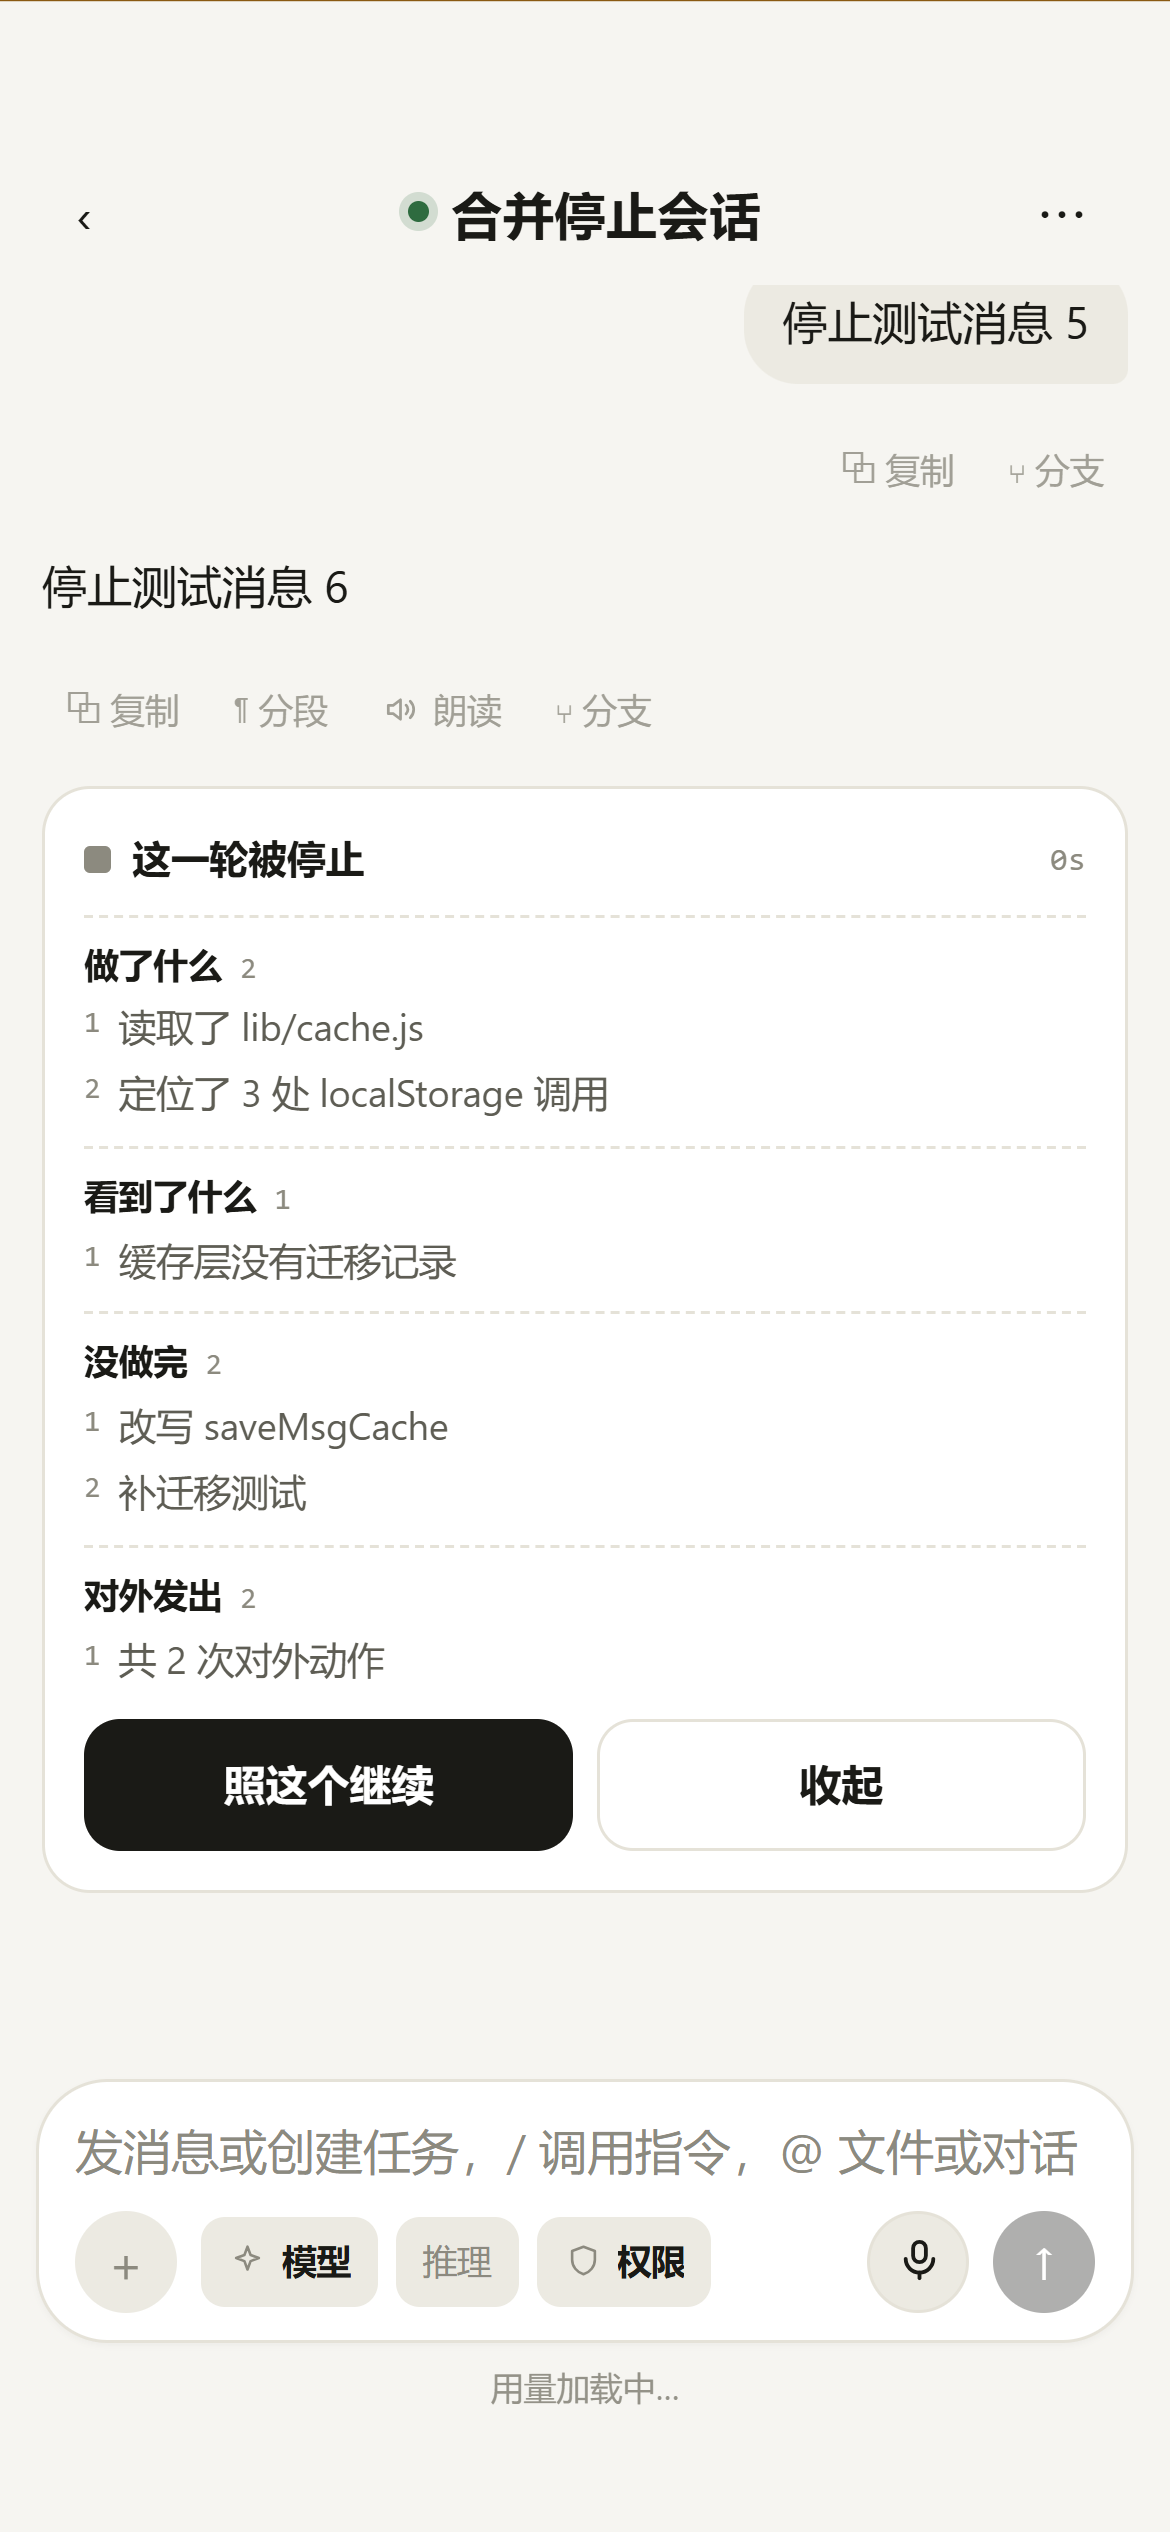 合并停止会话
停止测试消息 5
复制 分支
停止测试消息 6
复制 ¶ 分段 朗读 分支
这一轮被停止 0s
做了什么 2
1 读取了 lib/cache.js
2 定位了 3 处 localStorage 调用
看到了什么 1
1 缓存层没有迁移记录
没做完 2
1 改写 saveMsgCache
2 补迁移测试
对外发出 2
1 共 2 次对外动作
照这个继续 收起
发消息或创建任务，/ 调用指令，@ 文件或对话
+ 模型 推理 权限 ↑
用量加载中...